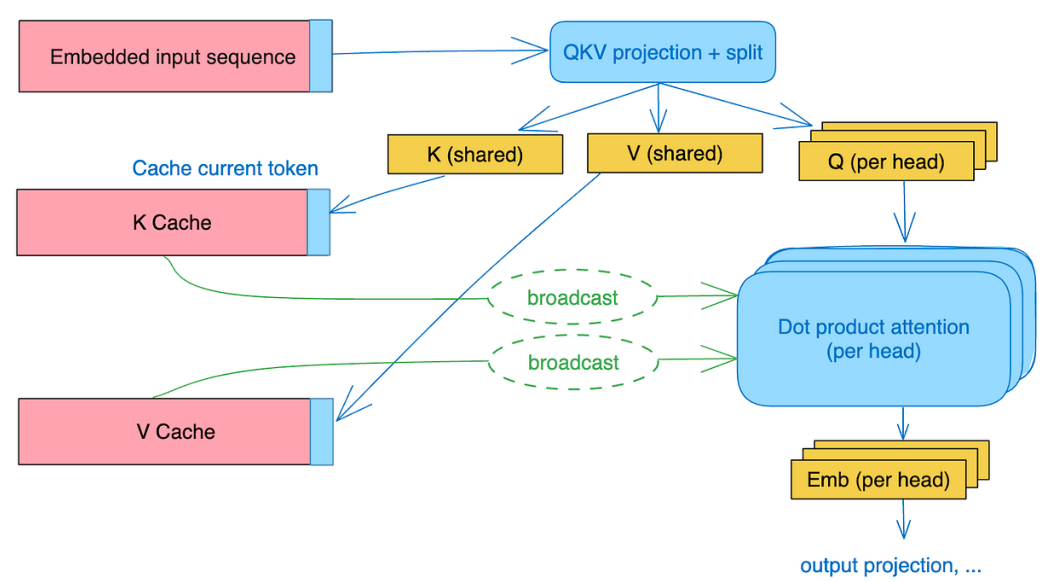 Embedded input sequence
QKV projection + split
K (shared)
V (shared)
Q (per head)
Cache current token
K Cache
broadcast
Dot product attention
(per head)
broadcast
V Cache
Emb (per head)
output projection, ...